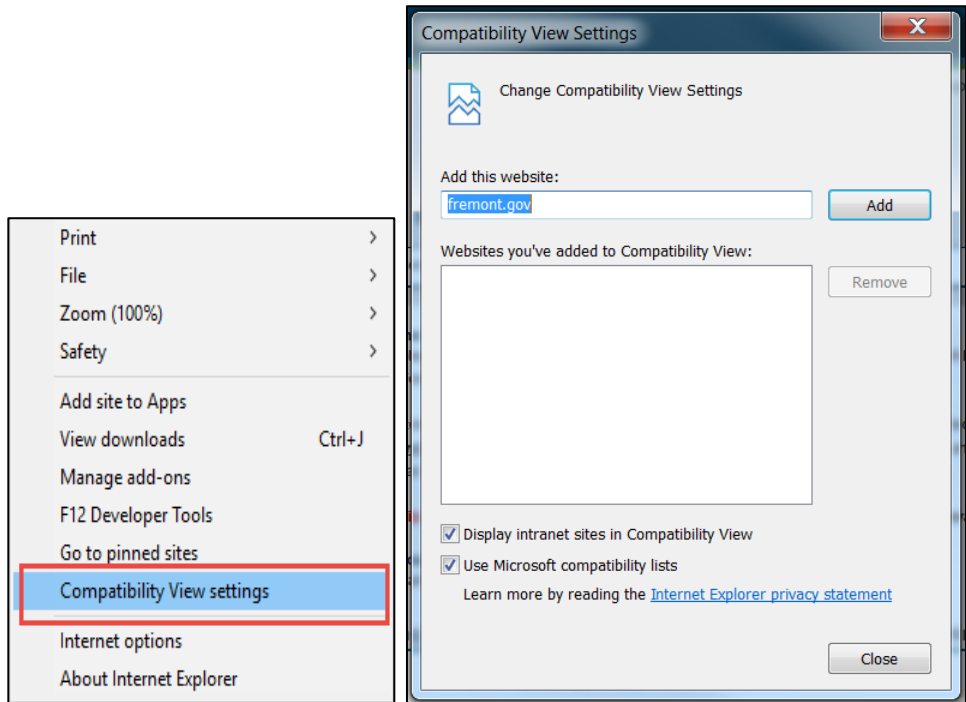 Print
File
Zoom (100%)
Safety
Add site to Apps
View downloads Ctrl+J
Manage add-ons
F12 Developer Tools
Go to pinned sites
Compatibility View settings
Internet options
About Internet Explorer
Compatibility View Settings
X
Change Compatibility View Settings
Add this website:
fremont.gov Add
Websites you've added to Compatibility View:
Remove
Display intranet sites in Compatibility View
Use Microsoft compatibility lists
Learn more by reading the Internet Explorer privacy statement
Close